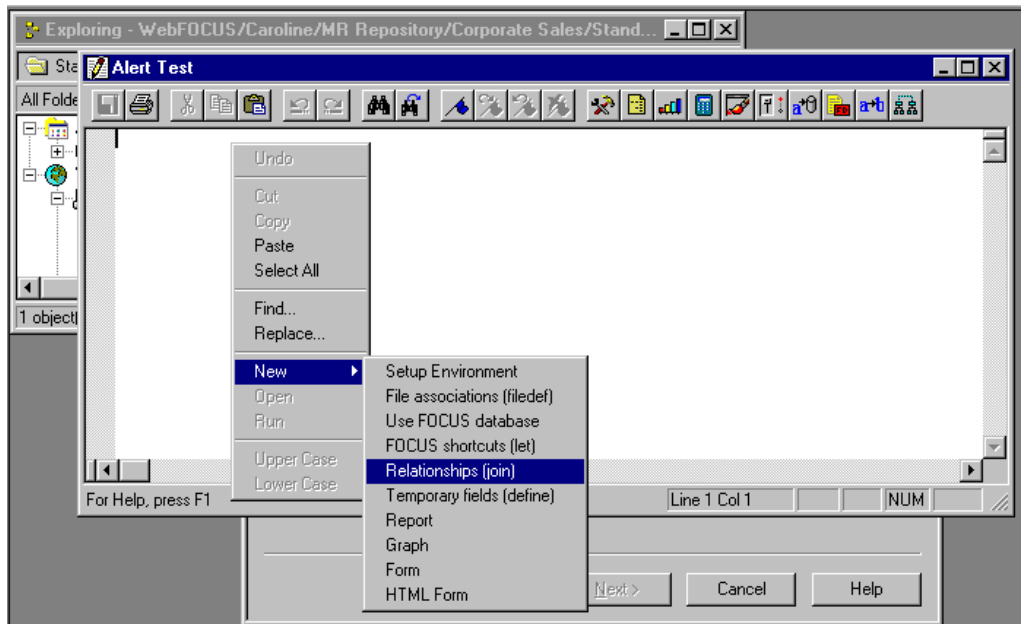 Exploring - WebFOCUS/Caroline/MR Repository/Corporate Sales/Stand...
Sta
Alert Test
All Folde
Undo
Cut
Copy
Paste
Select All
Find...
Replace...
New
Open
Run
Upper Case
Lower Case
Setup Environment
File associations (filedef)
Use FOCUS database
FOCUS shortcuts (let)
Relationships (join)
Temporary fields (define)
Report
Graph
Form
HTML Form
1 object(
For Help, press F1
Line 1 Col 1
NUM
Next >
Cancel
Help